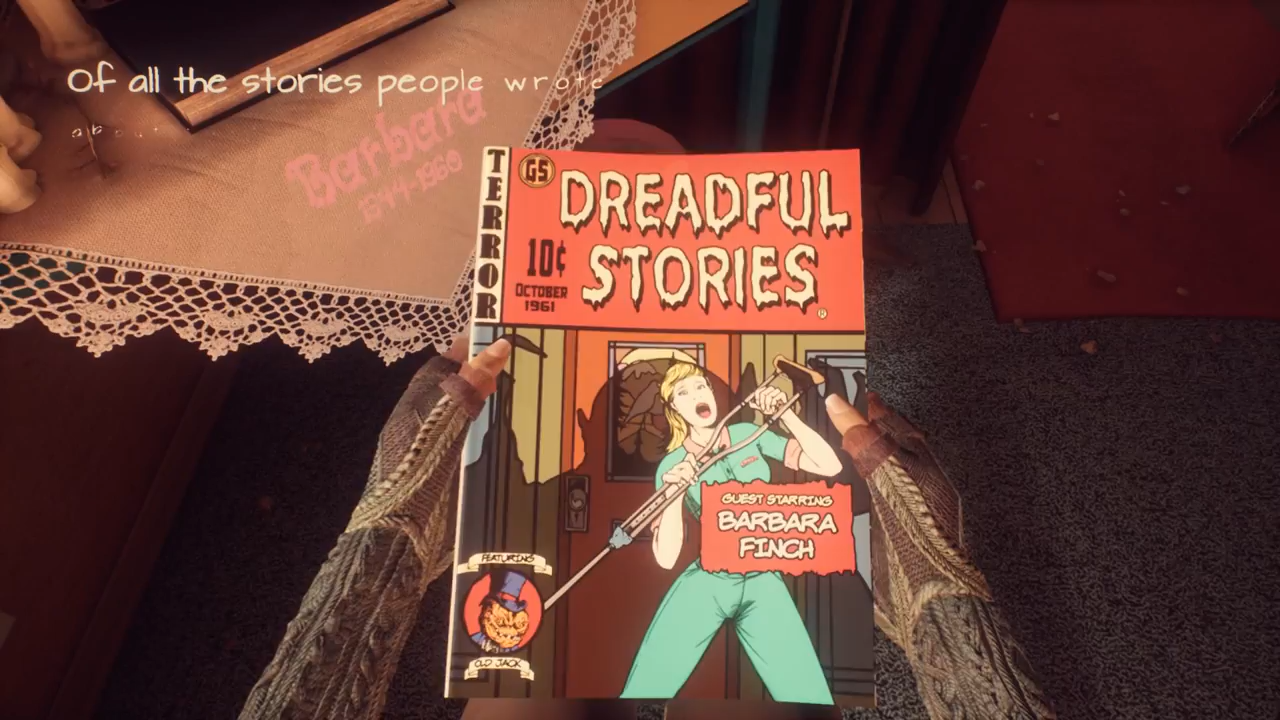 Of all the stories people wrote
about
Barbara
1944-1960
TERROR
GS
DREADFUL
STORIES
10¢
OCTOBER
1961
GUEST STARRING
BARBARA
FINCH
FEATURING
OLD JACK